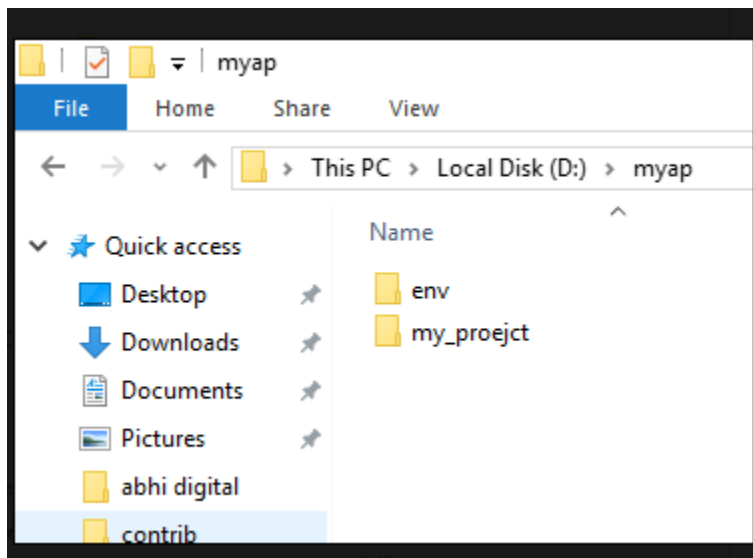 myap
File Home Share View
This PC > Local Disk (D:) > myap
Quick access
Desktop
Downloads
Documents
Pictures
abhi digital
contrib
Name
env
my_proejct